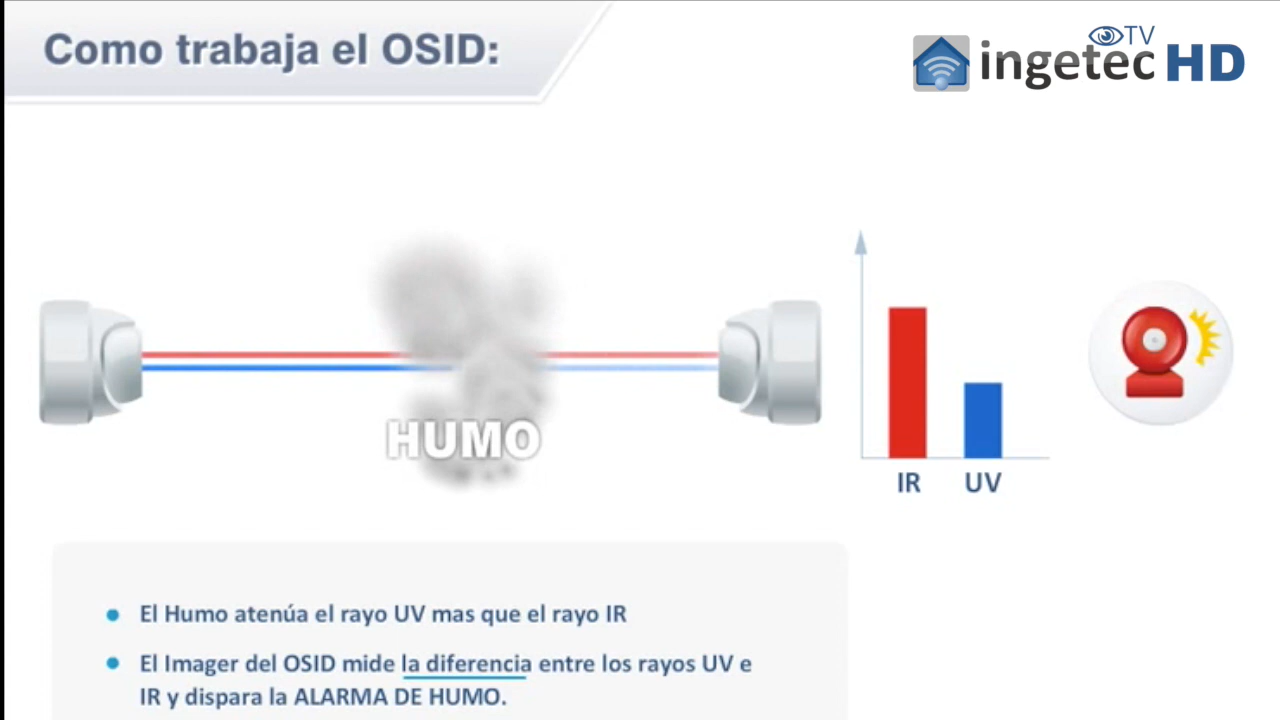 Como trabaja el OSID:
TV
ingetec HD
HUMO
IR UV
El Humo atenúa el rayo UV mas que el rayo IR
El Imager del OSID mide la diferencia entre los rayos UV e
IR y dispara la ALARMA DE HUMO.